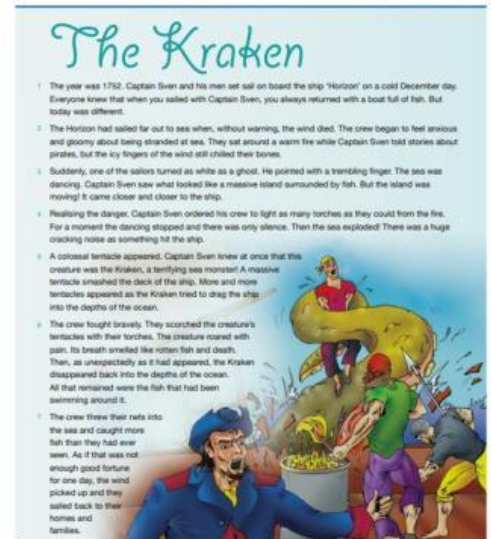 The Kraken
1 The year was 1752. Captain Sven and his men set sail on board the ship 'Horizon' on a cold December day.
Everyone knew that when you sailed with Captain Sven, you always returned with a boat full of fish. But
today was different.
2 The Horizon had sailed far out to sea when, without warning, the wind died. The crew began to feel anxious
and gloomy about being stranded at sea. They sat around a warm fire while Captain Sven told stories about
pirates, but the icy fingers of the wind still chilled their bones.
3 Suddenly, one of the sailors turned as white as a ghost. He pointed with a trembling finger. The sea was
dancing. Captain Sven saw what looked like a massive island surrounded by fish. But the island was
moving! It came closer and closer to the ship.
4 Realising the danger, Captain Sven ordered his crew to light as many torches as they could from the fire.
For a moment the dancing stopped and there was only silence. Then the sea exploded! There was a huge
cracking noise as something hit the ship.
5 A colossal tentacle appeared. Captain Sven knew at once that this
creature was the Kraken, a terrifying sea monster! A massive
tentacle smashed the deck of the ship. More and more
tentacles appeared as the Kraken tried to drag the ship
into the depths of the ocean.
6 The crew fought bravely. They scorched the creature's
tentacles with their torches. The creature roared with
pain. Its breath smelled like rotten fish and death.
Then, as unexpectedly as it had appeared, the Kraken
disappeared back into the depths of the ocean.
All that remained were the fish that had been
swimming around it.
7 The crew threw their nets into
the sea and caught more
fish than they had ever
seen. As if that was not
enough good fortune
for one day, the wind
picked up and they
sailed back to their
homes and
families.